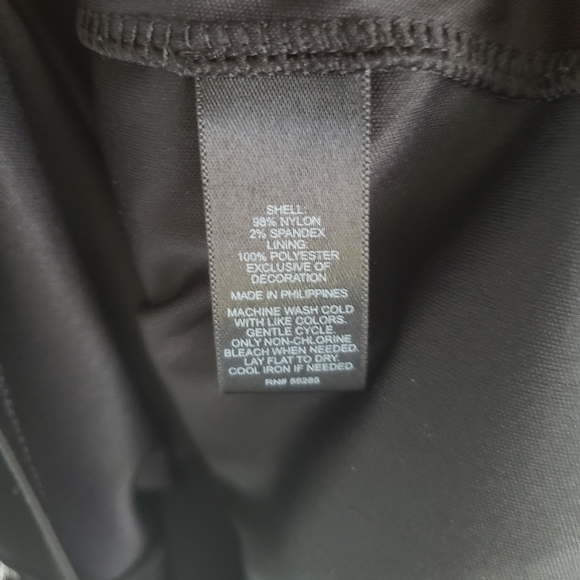 SHELL:
98% NYLON
2% SPANDEX
LINING:
100% POLYESTER
EXCLUSIVE OF
DECORATION
MADE IN PHILIPPINES
MACHINE WASH COLD
WITH LIKE COLORS.
GENTLE CYCLE.
ONLY NON-CHLORINE
BLEACH WHEN NEEDED.
LAY FLAT TO DRY.
COOL IRON IF NEEDED.
RN# 55285